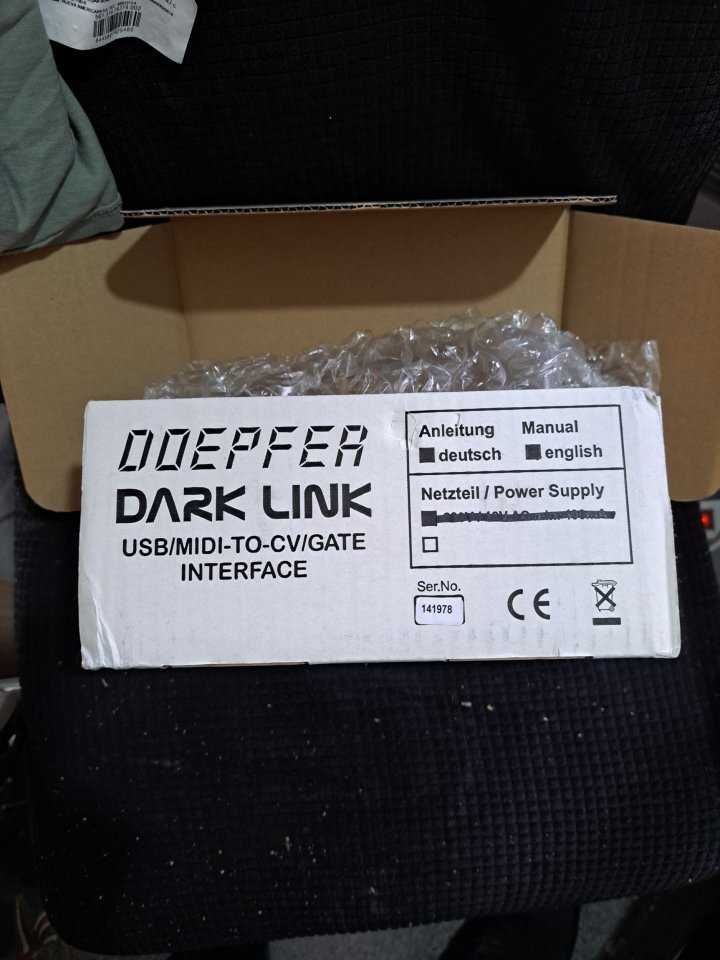 DOEPFER
DARK LINK
USB/MIDI-TO-CV/GATE
INTERFACE
Anleitung Manual
deutsch english
Netzteil / Power Supply
Ser.No.
141978
CE